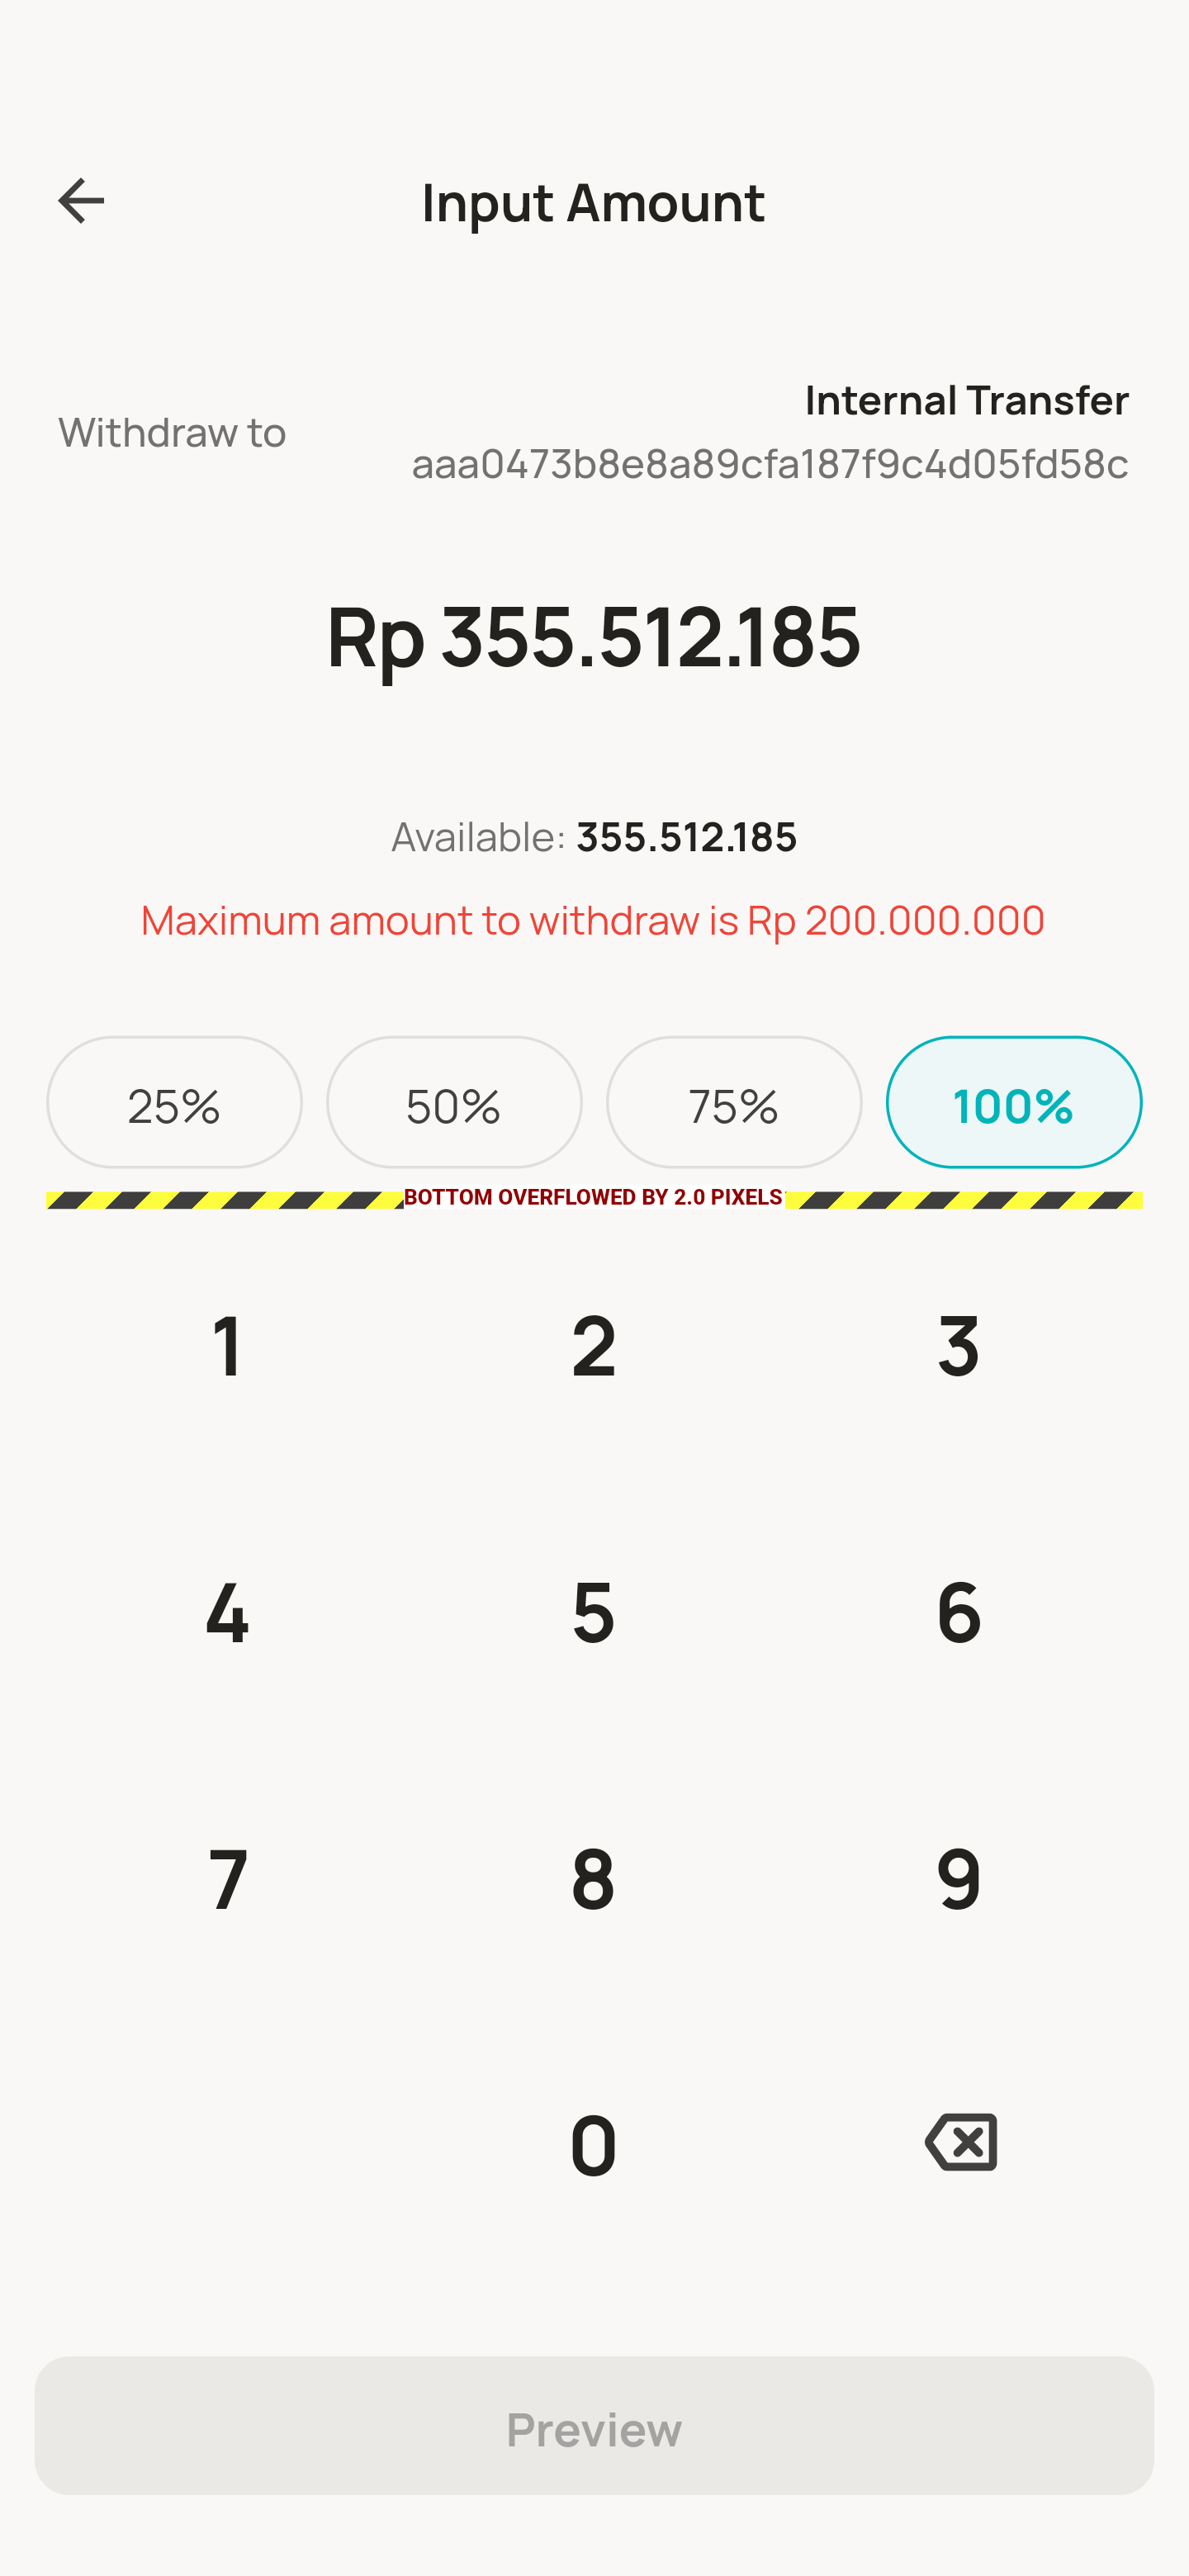 Input Amount
Withdraw to
Internal Transfer
aaa0473b8e8a89cfa187f9c4d05fd58c
Rp 355.512.185
Available: 355.512.185
Maximum amount to withdraw is Rp 200.000.000
25% 50% 75% 100%
BOTTOM OVERFLOWED BY 2.0 PIXELS
1 2 3
4 5 6
7 8 9
0
Preview